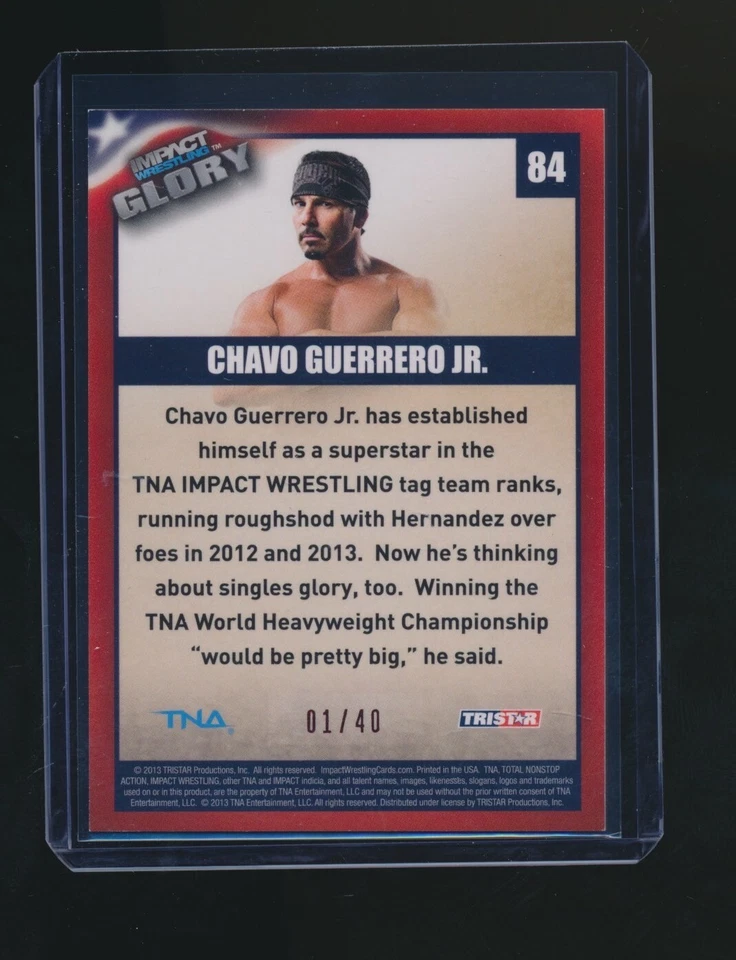 IMPACT
WRESTLING™
GLORY
84
CHAVO GUERRERO JR.
Chavo Guerrero Jr. has established
himself as a superstar in the
TNA IMPACT WRESTLING tag team ranks,
running roughshod with Hernandez over
foes in 2012 and 2013. Now he's thinking
about singles glory, too. Winning the
TNA World Heavyweight Championship
“would be pretty big,” he said.
TNA®
01/40
TRISTAR
© 2013 TRISTAR Productions, Inc. All rights reserved. ImpactWrestlingCards.com. Printed in the USA. TNA, TOTAL NONSTOP
ACTION, IMPACT WRESTLING, other TNA and IMPACT indicia, and all talent names, images, likenesses, slogans, logos and trademarks
used on or in this product, are the property of TNA Entertainment, LLC and may not be used without the prior written consent of TNA
Entertainment, LLC. © 2013 TNA Entertainment, LLC. All rights reserved. Distributed under license by TRISTAR Productions, Inc.